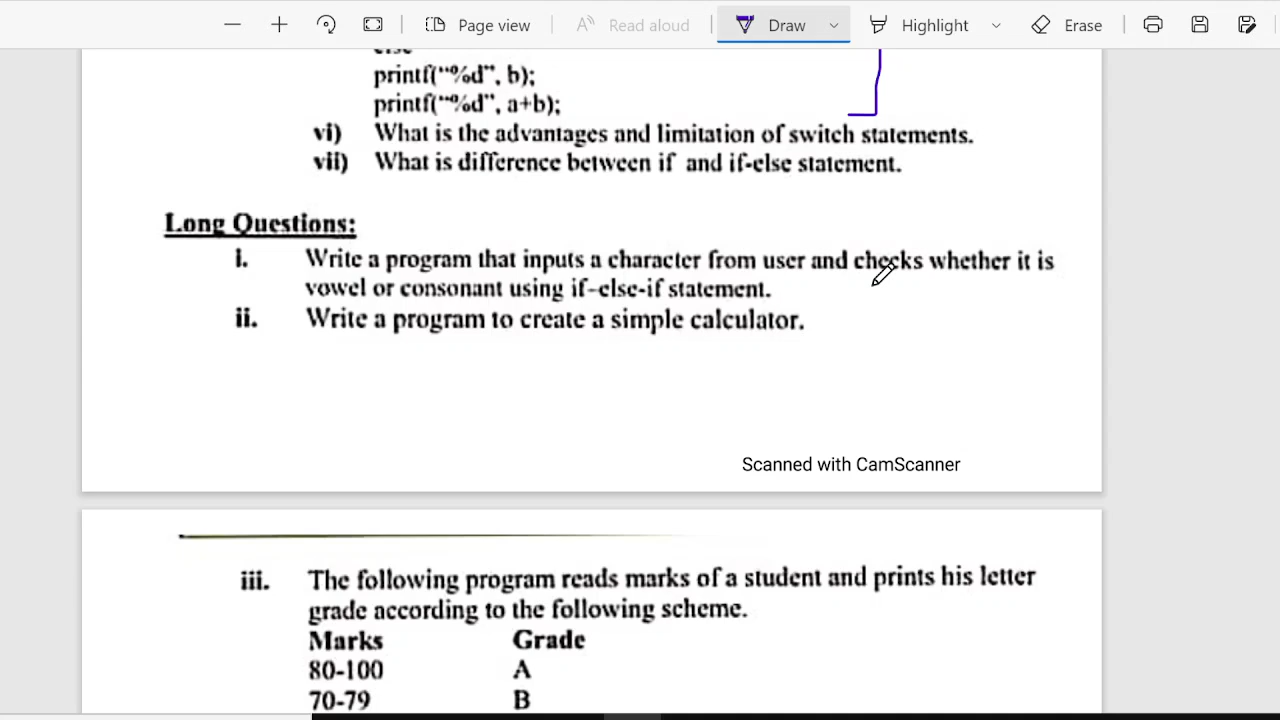 Page view
Read aloud
Draw
Highlight
Erase
else
printf("%d", b);
printf("%d", a+b);
vi) What is the advantages and limitation of switch statements.
vii) What is difference between if and if-else statement.
Long Questions:
i. Write a program that inputs a character from user and checks whether it is
vowel or consonant using if-else-if statement.
ii. Write a program to create a simple calculator.
Scanned with CamScanner
iii. The following program reads marks of a student and prints his letter
grade according to the following scheme.
Marks Grade
80-100 A
70-79 B